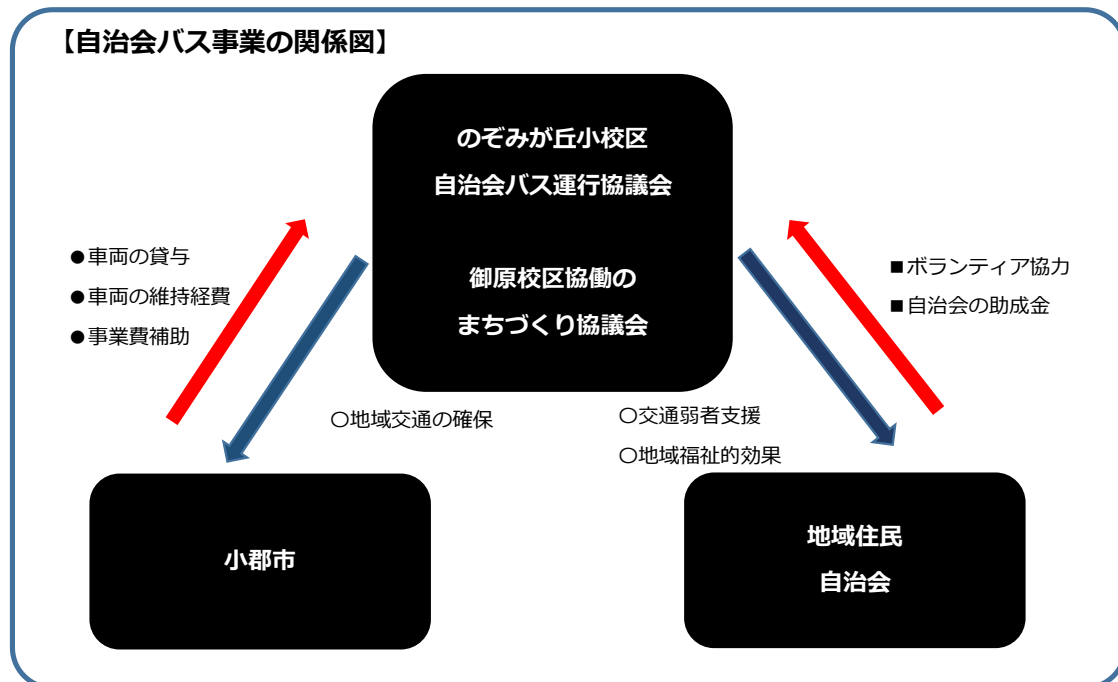 【自治会バス事業の関係図】
のぞみが丘小校区
自治会バス運行協議会
御原校区協働の
まちづくり協議会
●車両の貸与
●車両の維持経費
●事業費補助
■ボランティア協力
■自治会の助成金
〇地域交通の確保
〇交通弱者支援
〇地域福祉的効果
小郡市
地域住民
自治会